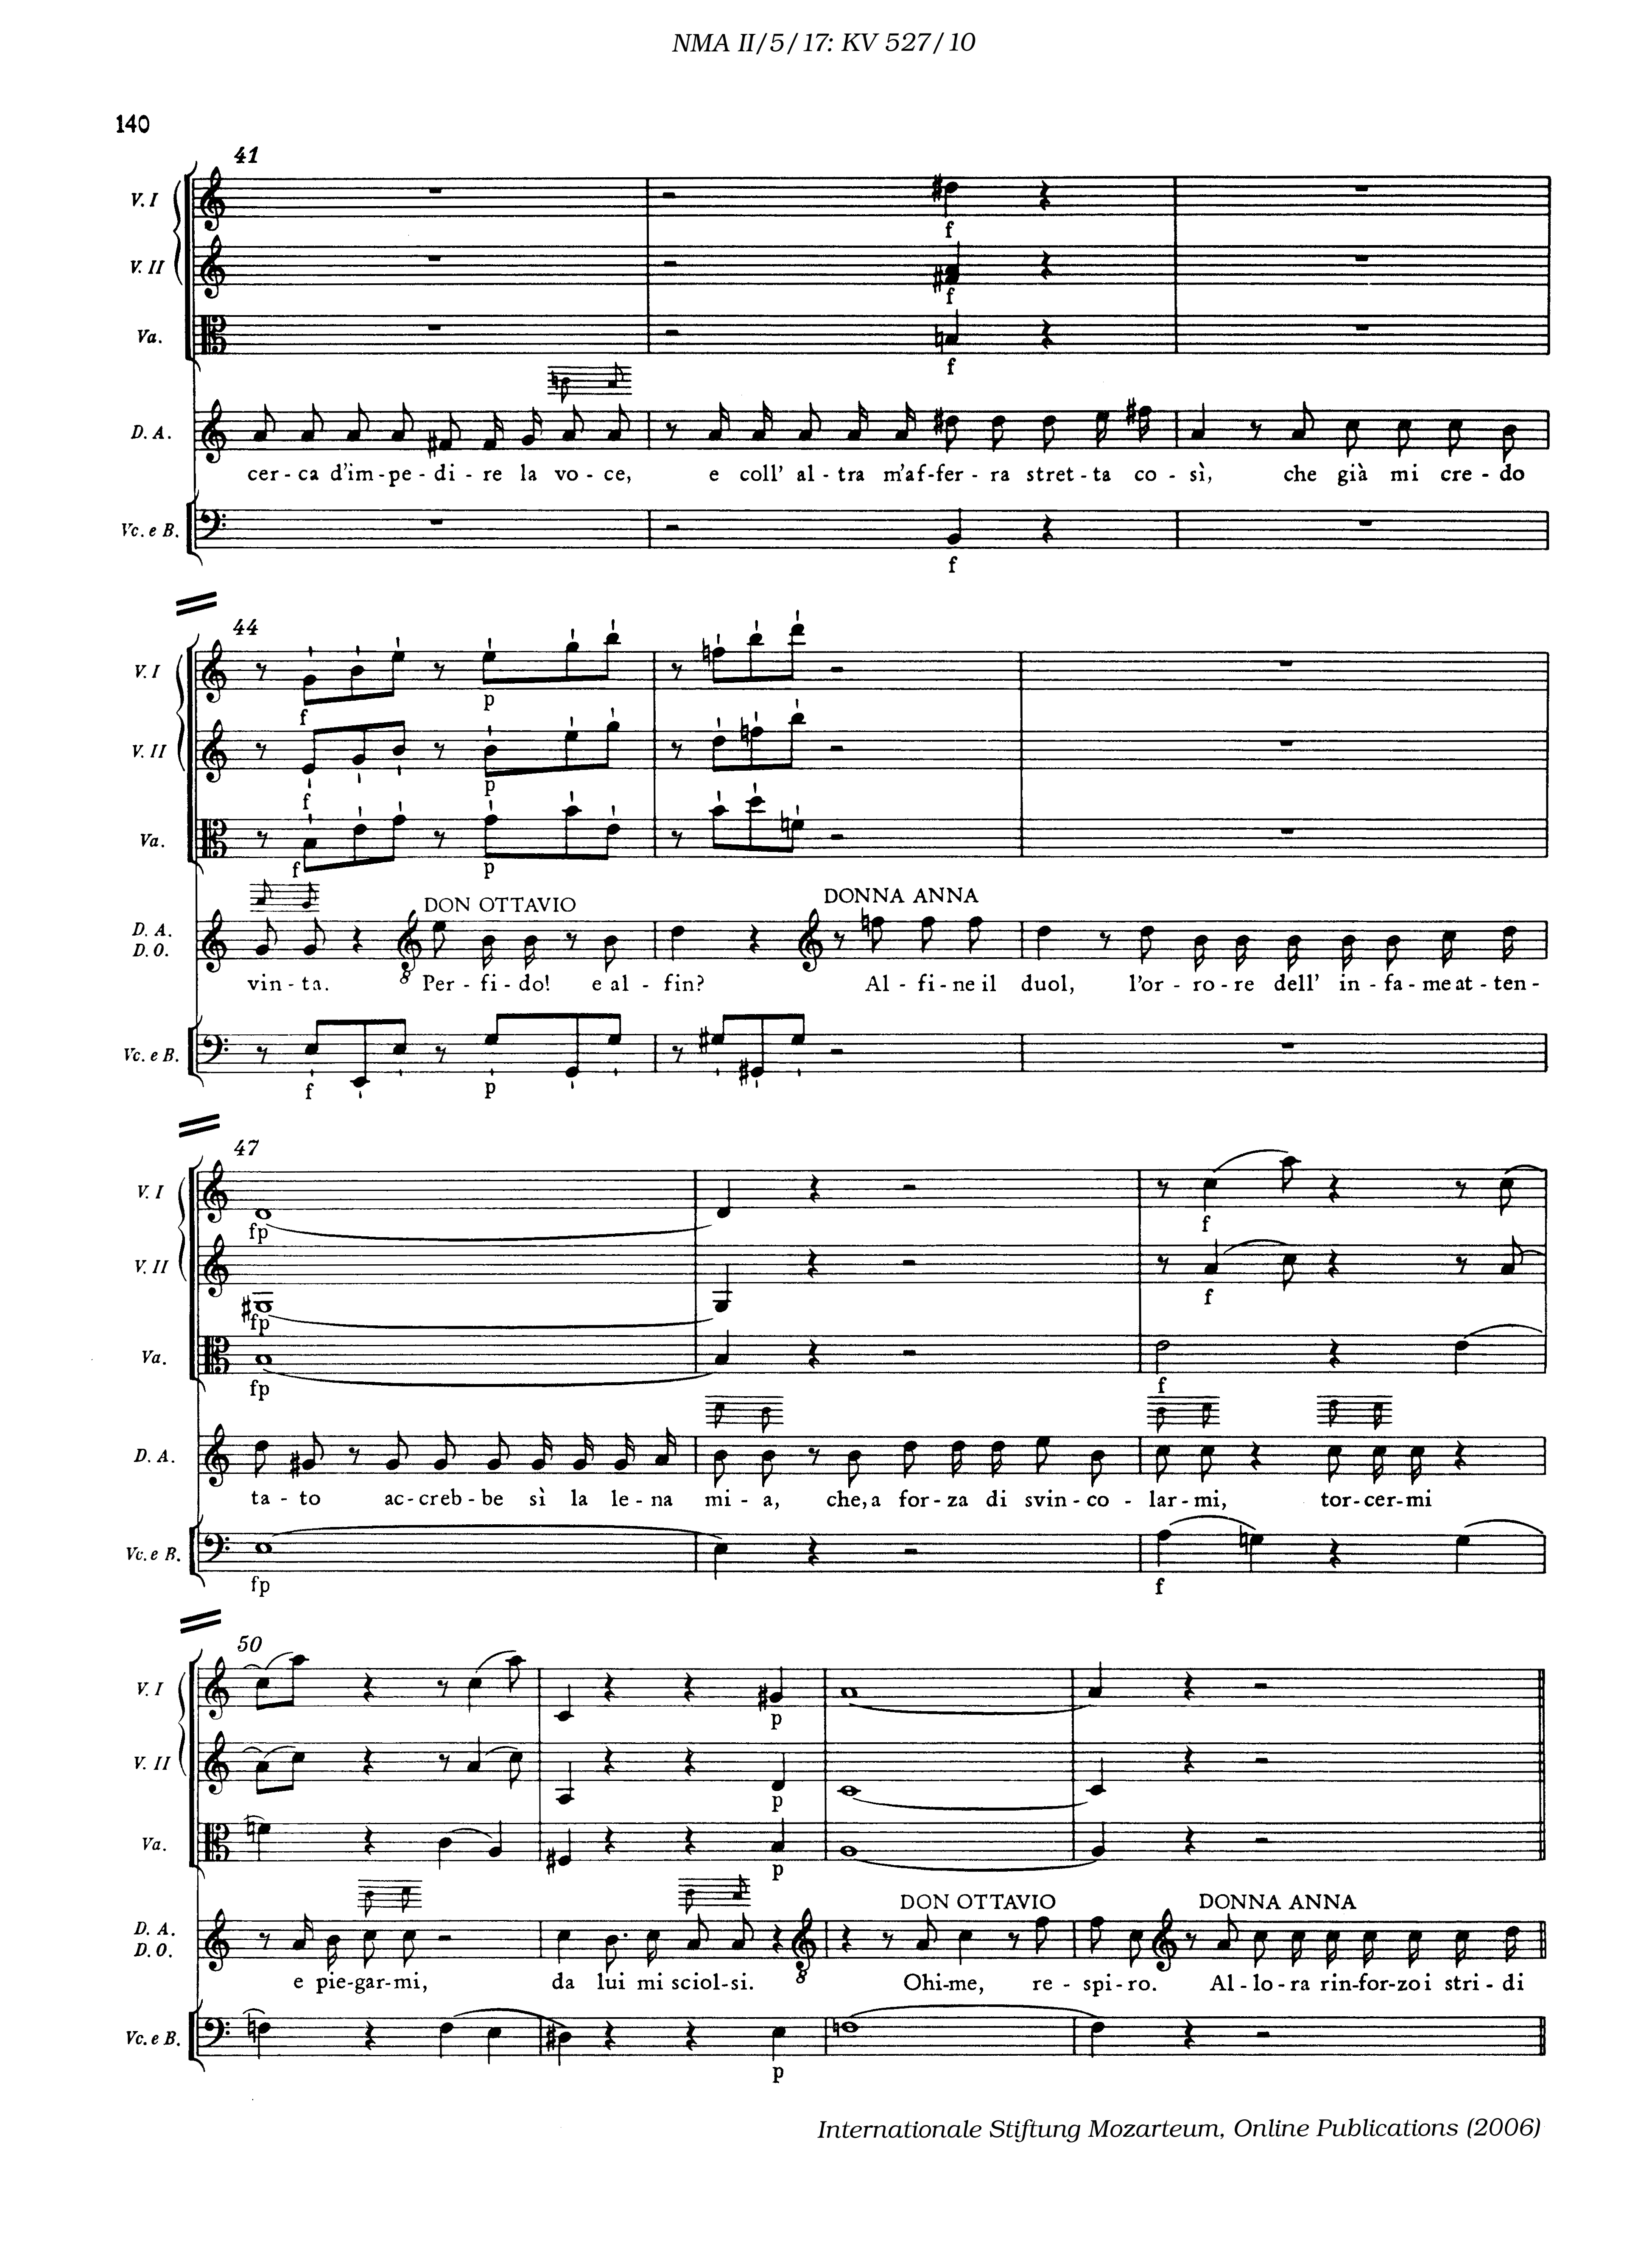 NMA II/5/17: KV 527/10
140
41
V. I
f
V. II
f
Va.
f
D. A.
cer - ca d'im - pe - di - re la vo - ce, e coll' al - tra m'af - fer - ra stret - ta co - sì, che già mi cre - do
Vc. e B.
f
44
V. I
f p
V. II
f p
Va.
f p
DON OTTAVIO DONNA ANNA
D. A.
D. O.
8
vin - ta. Per - fi - do! e al - fin? Al - fi - ne il duol, l'or - ro - re dell' in - fa - me at - ten -
Vc. e B.
f p
47
V. I
fp f
V. II
fp f
Va.
fp f
D. A.
ta - to ac - creb - be sì la le - na mi - a, che, a for - za di svin - co - lar - mi, tor - cer - mi
Vc. e B.
fp f
50
V. I
p
V. II
p
Va.
p
DON OTTAVIO DONNA ANNA
D. A.
D. O.
8
e pie - gar - mi, da lui mi sciol - si. Ohi - me, re - spi - ro. Al - lo - ra rin - for - zo i stri - di
Vc. e B.
p
Internationale Stiftung Mozarteum, Online Publications (2006)